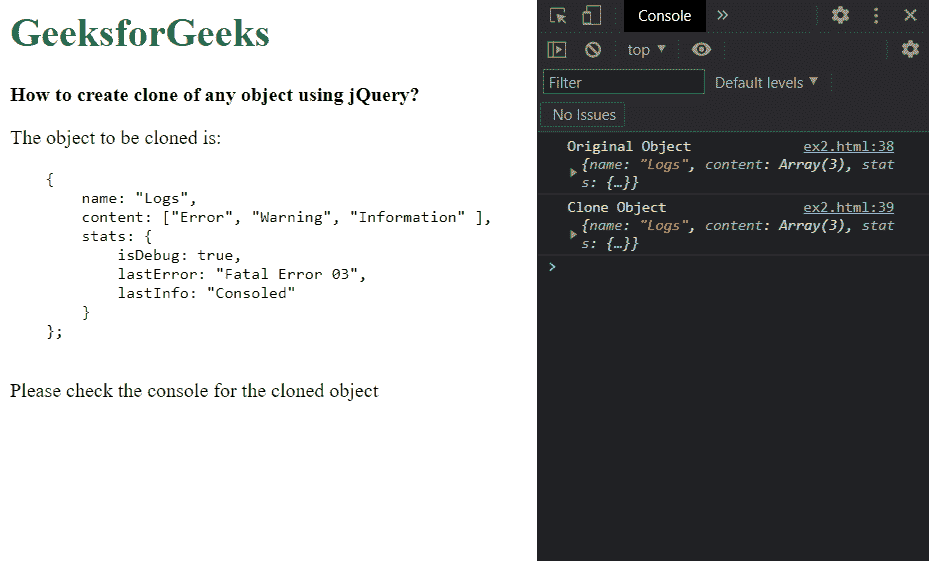 GeeksforGeeks
How to create clone of any object using jQuery?
The object to be cloned is:
{
name: "Logs",
content: ["Error", "Warning", "Information" ],
stats: {
isDebug: true,
lastError: "Fatal Error 03",
lastInfo: "Consoled"
}
};
Please check the console for the cloned object
Console »
top ▼
Filter Default levels ▼
No Issues
Original Object ex2.html:38
▶ {name: "Logs", content: Array(3), stat
s: {…}}
Clone Object ex2.html:39
▶ {name: "Logs", content: Array(3), stat
s: {…}}
>